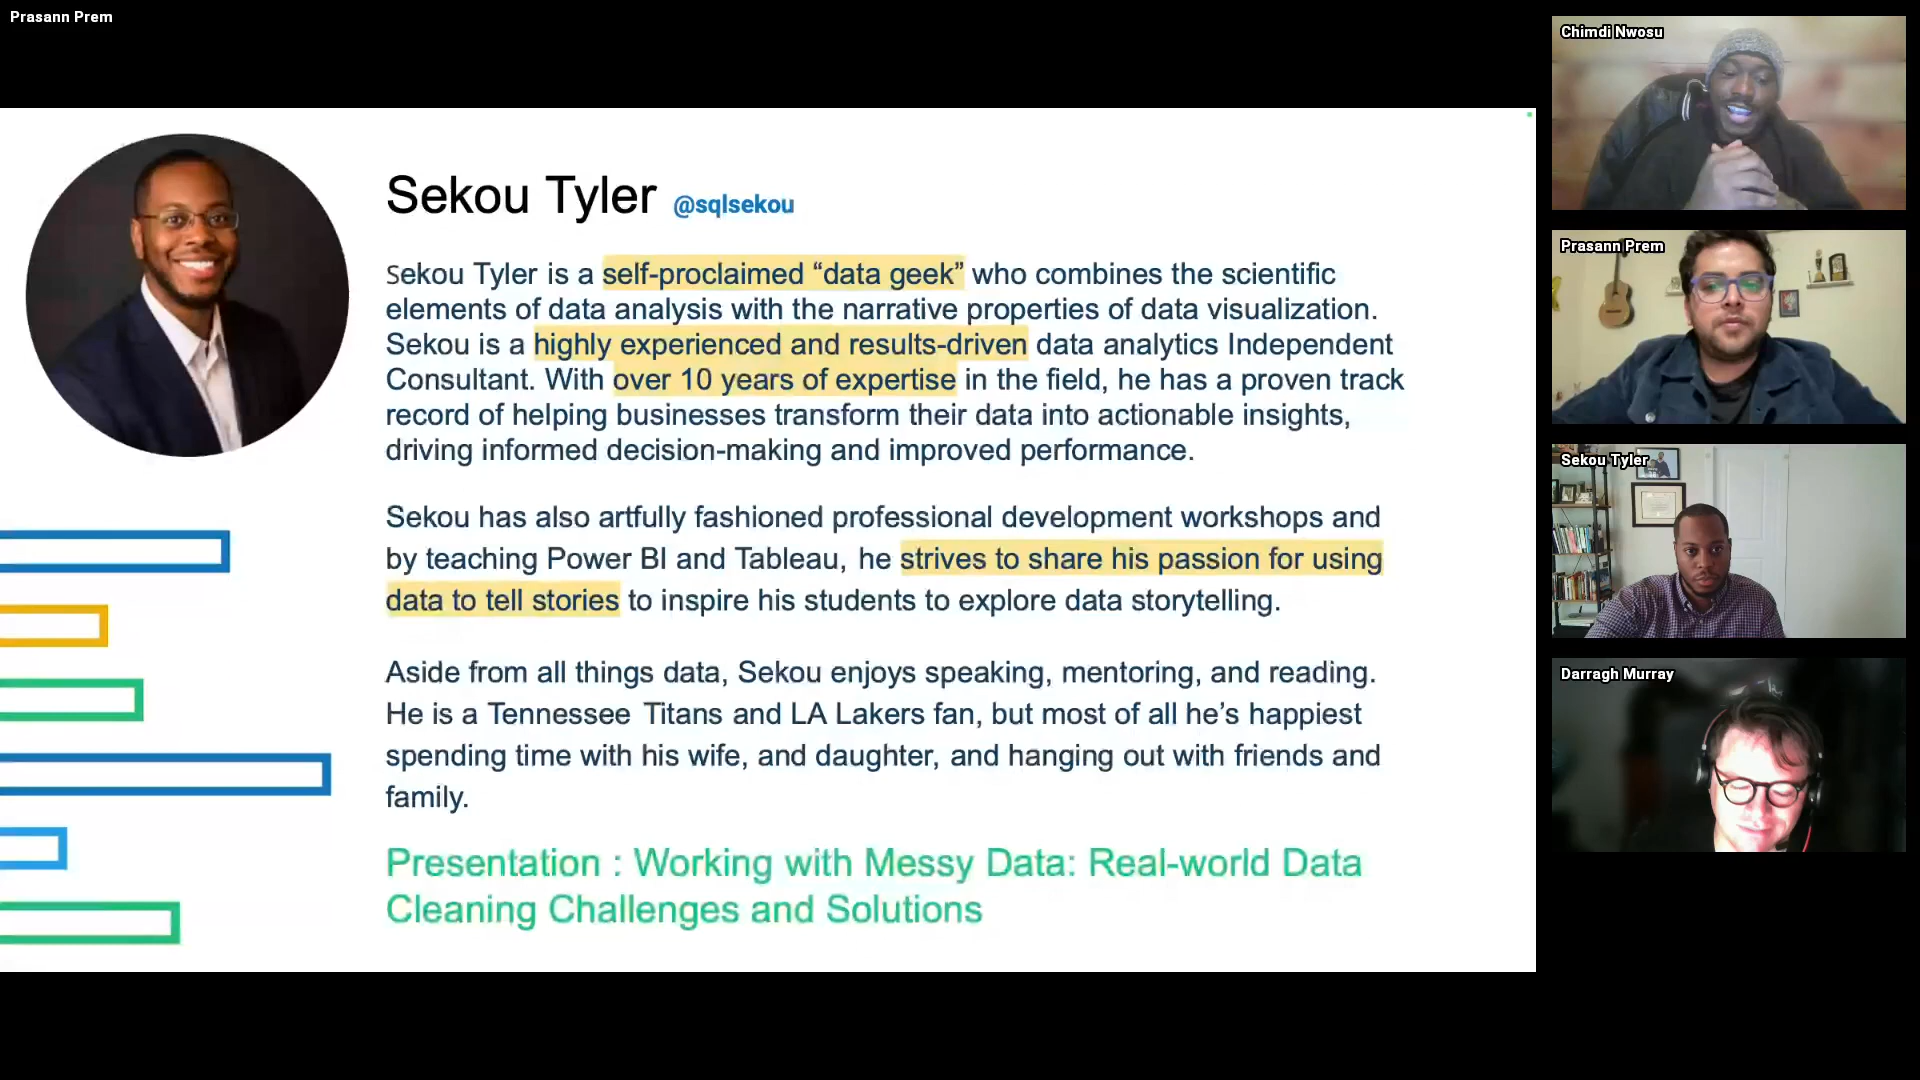 Prasann Prem
Sekou Tyler @sqlsekou
Sekou Tyler is a self-proclaimed “data geek” who combines the scientific
elements of data analysis with the narrative properties of data visualization.
Sekou is a highly experienced and results-driven data analytics Independent
Consultant. With over 10 years of expertise in the field, he has a proven track
record of helping businesses transform their data into actionable insights,
driving informed decision-making and improved performance.
Sekou has also artfully fashioned professional development workshops and
by teaching Power BI and Tableau, he strives to share his passion for using
data to tell stories to inspire his students to explore data storytelling.
Aside from all things data, Sekou enjoys speaking, mentoring, and reading.
He is a Tennessee Titans and LA Lakers fan, but most of all he’s happiest
spending time with his wife, and daughter, and hanging out with friends and
family.
Presentation : Working with Messy Data: Real-world Data
Cleaning Challenges and Solutions
Chimdi Nwosu
Prasann Prem
Sekou Tyler
Darragh Murray